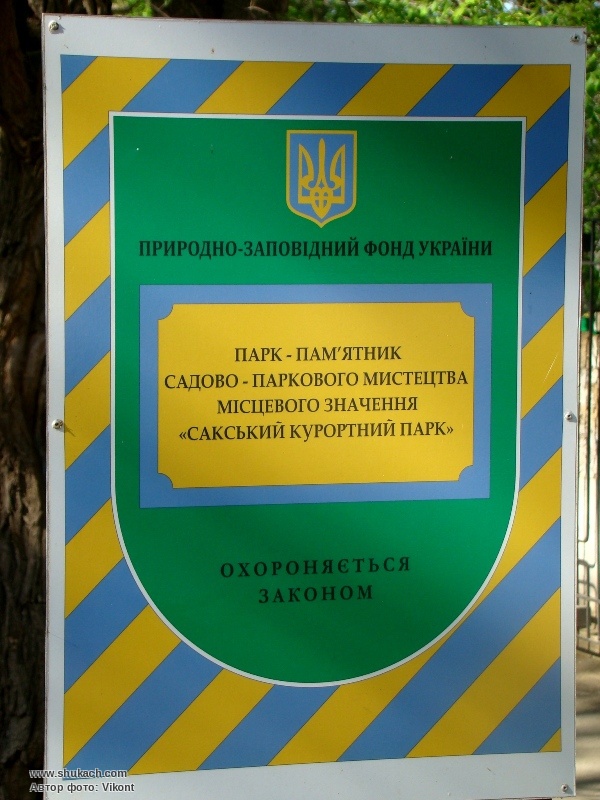 ПРИРОДНО-ЗАПОВІДНИЙ ФОНД УКРАЇНИ
ПАРК - ПАМ'ЯТНИК
САДОВО - ПАРКОВОГО МИСТЕЦТВА
МІСЦЕВОГО ЗНАЧЕННЯ
«САКСЬКИЙ КУРОРТНИЙ ПАРК»
ОХОРОНЯЄТЬСЯ
ЗАКОНОМ
www.shukach.com
Автор фото: Vikont